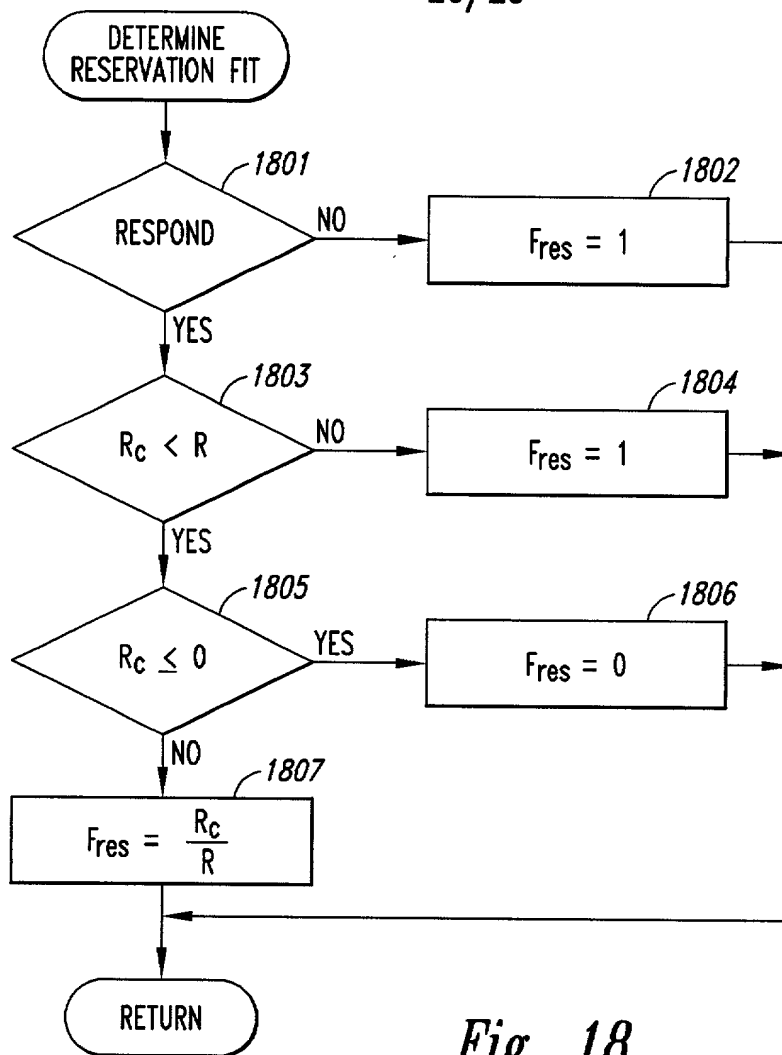 DETERMINE
RESERVATION FIT
1801
RESPOND
NO
1802
Fres = 1
YES
1803
Rc < R
NO
1804
Fres = 1
YES
1805
Rc ≤ 0
YES
1806
Fres = 0
NO
1807
Fres = Rc
R
RETURN
Fig. 18